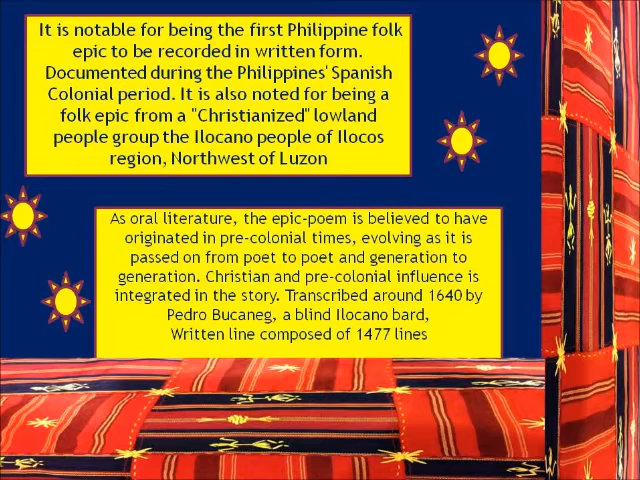 It is notable for being the first Philippine folk
epic to be recorded in written form.
Documented during the Philippines' Spanish
Colonial period. It is also noted for being a
folk epic from a "Christianized" lowland
people group the Ilocano people of Ilocos
region, Northwest of Luzon
As oral literature, the epic-poem is believed to have
originated in pre-colonial times, evolving as it is
passed on from poet to poet and generation to
generation. Christian and pre-colonial influence is
integrated in the story. Transcribed around 1640 by
Pedro Bucaneg, a blind Ilocano bard,
Written line composed of 1477 lines